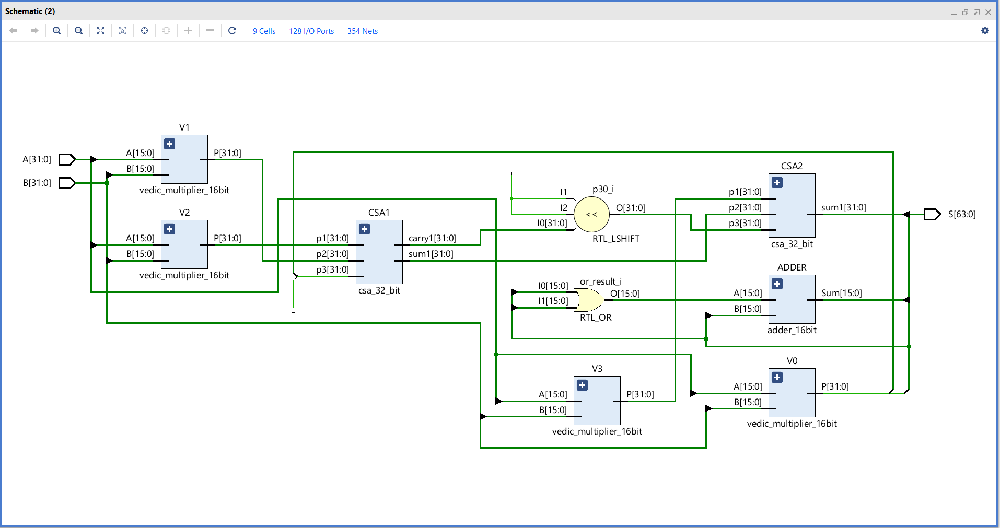 Schematic (2)
9 Cells 128 I/O Ports 354 Nets
V1
A[31:0]
A[15:0]
P[31:0]
B[15:0]
B[31:0]
vedic_multiplier_16bit
V2
A[15:0]
P[31:0]
B[15:0]
vedic_multiplier_16bit
CSA1
p1[31:0]
carry1[31:0]
p2[31:0]
sum1[31:0]
p3[31:0]
csa_32_bit
p30_i
I1
I2
O[31:0]
I0[31:0]
<<
RTL_LSHIFT
or_result_i
I0[15:0]
O[15:0]
I1[15:0]
RTL_OR
V3
A[15:0]
P[31:0]
B[15:0]
vedic_multiplier_16bit
CSA2
p1[31:0]
p2[31:0]
sum1[31:0]
p3[31:0]
csa_32_bit
S[63:0]
ADDER
A[15:0]
Sum[15:0]
B[15:0]
adder_16bit
V0
A[15:0]
P[31:0]
B[15:0]
vedic_multiplier_16bit